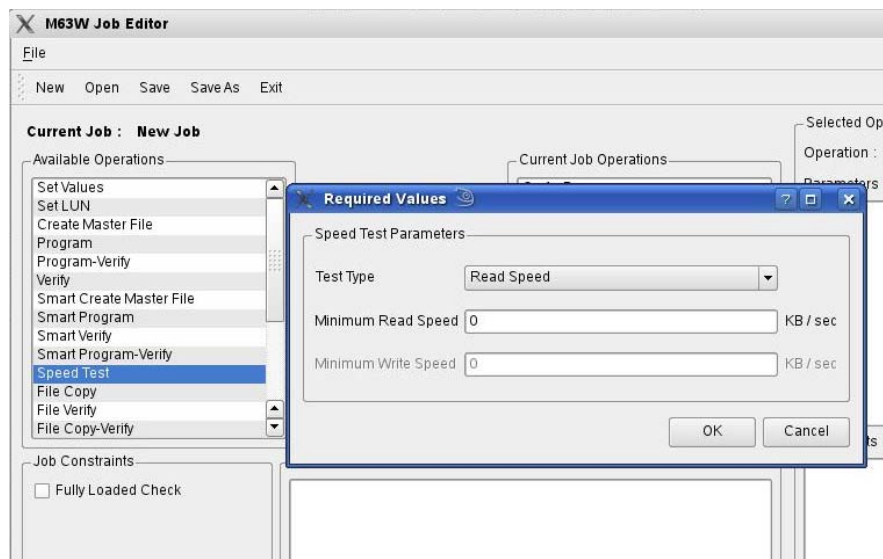 M63W Job Editor
File
New Open Save Save As Exit
Current Job : New Job
Available Operations
Set Values
Set LUN
Create Master File
Program
Program-Verify
Verify
Smart Create Master File
Smart Program
Smart Verify
Smart Program-Verify
Speed Test
File Copy
File Verify
File Copy-Verify
Job Constraints
Fully Loaded Check
Current Job Operations
Selected Op
Operation :
Parameters
Required Values
Speed Test Parameters
Test Type Read Speed
Minimum Read Speed 0 KB / sec
Minimum Write Speed 0 KB / sec
OK Cancel
ts